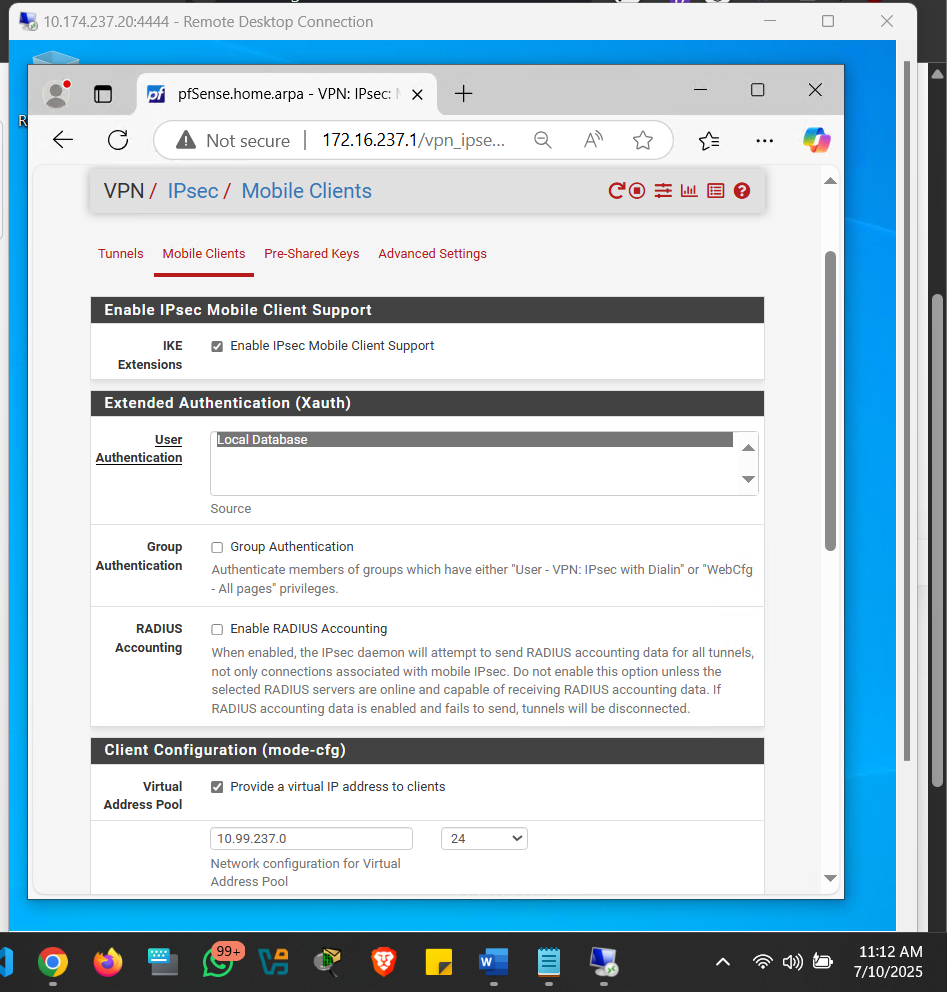 10.174.237.20:4444 - Remote Desktop Connection
pfSense.home.arpa - VPN: IPsec:
Not secure
172.16.237.1/vpn_ipse...
VPN / IPsec / Mobile Clients
Tunnels
Mobile Clients
Pre-Shared Keys
Advanced Settings
Enable IPsec Mobile Client Support
IKE
Extensions
Enable IPsec Mobile Client Support
Extended Authentication (Xauth)
User
Authentication
Local Database
Source
Group
Authentication
Group Authentication
Authenticate members of groups which have either "User - VPN: IPsec with Dialin" or "WebCfg
- All pages" privileges.
RADIUS
Accounting
Enable RADIUS Accounting
When enabled, the IPsec daemon will attempt to send RADIUS accounting data for all tunnels,
not only connections associated with mobile IPsec. Do not enable this option unless the
selected RADIUS servers are online and capable of receiving RADIUS accounting data. If
RADIUS accounting data is enabled and fails to send, tunnels will be disconnected.
Client Configuration (mode-cfg)
Virtual
Address Pool
Provide a virtual IP address to clients
10.99.237.0
24
Network configuration for Virtual
Address Pool
99+
11:12 AM
7/10/2025